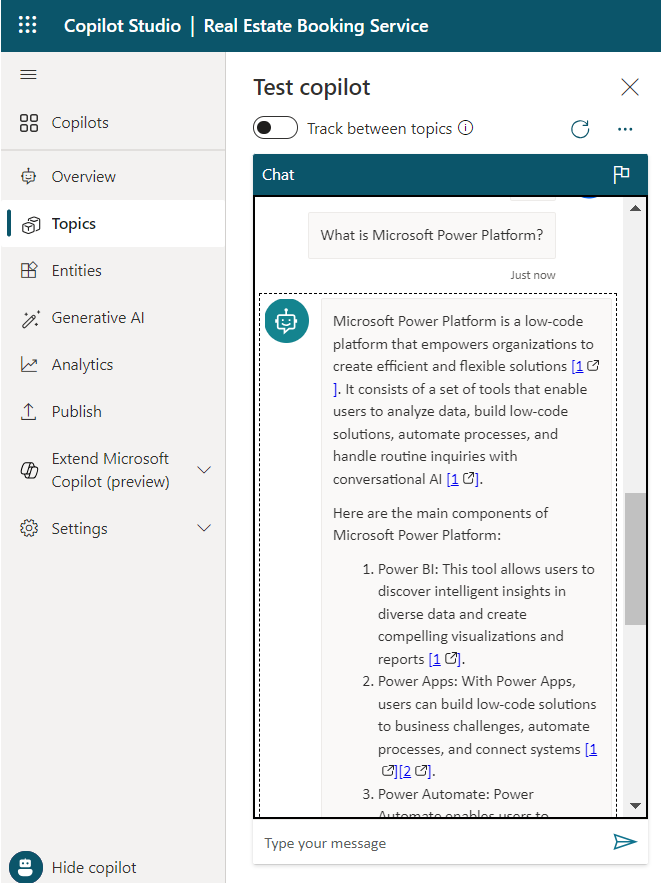 Copilot Studio | Real Estate Booking Service
Copilots
Overview
Topics
Entities
Generative AI
Analytics
Publish
Extend Microsoft
Copilot (preview)
Settings
Hide copilot
Test copilot
Track between topics
Chat
What is Microsoft Power Platform?
Just now
Microsoft Power Platform is a low-code
platform that empowers organizations to
create efficient and flexible solutions [1
]. It consists of a set of tools that enable
users to analyze data, build low-code
solutions, automate processes, and
handle routine inquiries with
conversational AI [1 ].
Here are the main components of
Microsoft Power Platform:
1. Power BI: This tool allows users to
discover intelligent insights in
diverse data and create
compelling visualizations and
reports [1 ].
2. Power Apps: With Power Apps,
users can build low-code solutions
to business challenges, automate
processes, and connect systems [1
][2 ].
3. Power Automate: Power
Automate enables users to
Type your message